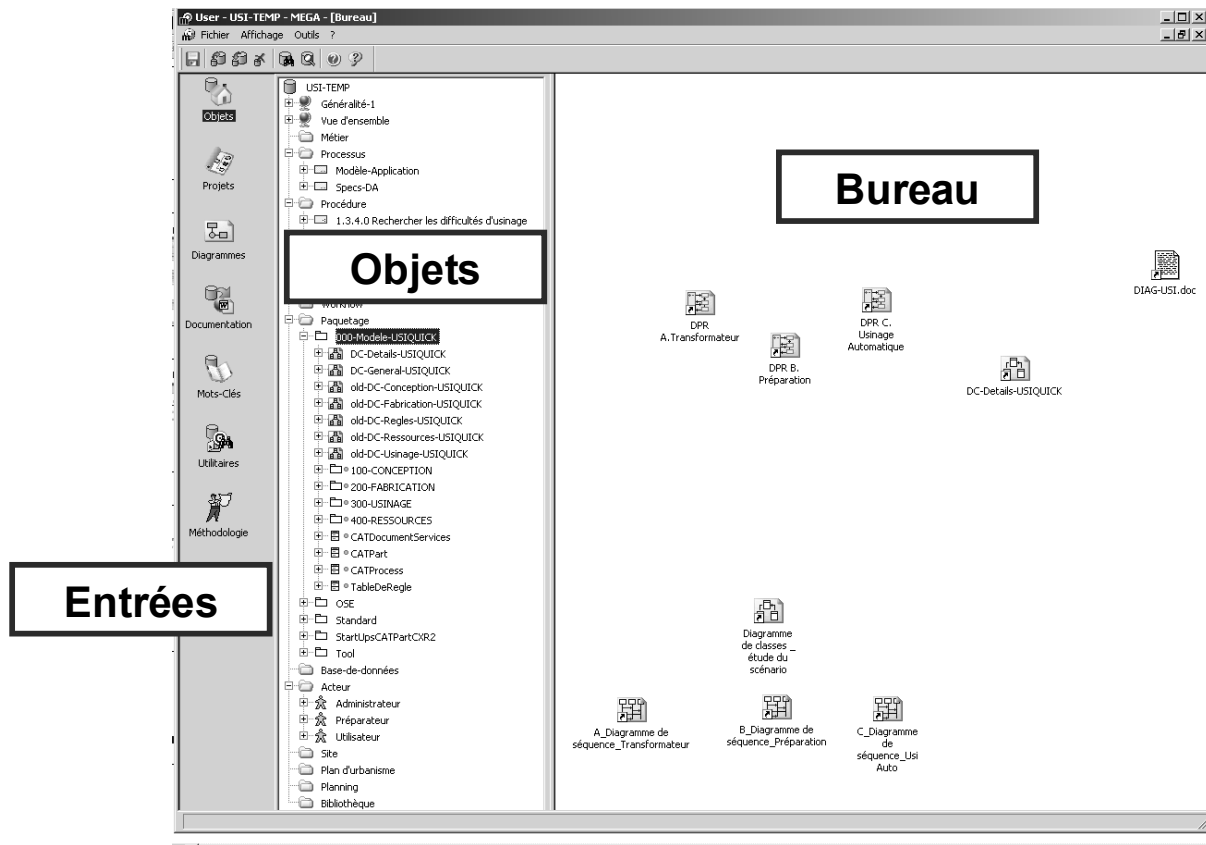 User - USI-TEMP - MEGA - [Bureau]
Fichier Affichage Outils ?
Objets
Projets
Diagrammes
Documentation
Mots-Clés
Utilitaires
Méthodologie
Entrées
USI-TEMP
Généralité-1
Vue d'ensemble
Métier
Processus
Modèle-Application
Specs-DA
Procédure
1.3.4.0 Rechercher les difficultés d'usinage
Objets
Workflow
Paquetage
000-Modele-USIQUICK
DC-Details-USIQUICK
DC-General-USIQUICK
old-DC-Conception-USIQUICK
old-DC-Fabrication-USIQUICK
old-DC-Regles-USIQUICK
old-DC-Ressources-USIQUICK
old-DC-Usinage-USIQUICK
100-CONCEPTION
200-FABRICATION
300-USINAGE
400-RESSOURCES
CATDocumentServices
CATPart
CATProcess
TableDeRegle
OSE
Standard
StartUpsCATPartCXR2
Tool
Base-de-données
Acteur
Administrateur
Préparateur
Utilisateur
Site
Plan d'urbanisme
Planning
Bibliothèque
Bureau
DIAG-USI.doc
DPR
A.Transformateur
DPR B.
Préparation
DPR C.
Usinage
Automatique
DC-Details-USIQUICK
Diagramme
de classes _
étude du
scénario
A_Diagramme de
séquence_Transformateur
B_Diagramme de
séquence_Préparation
C_Diagramme
de
séquence_Usi
Auto